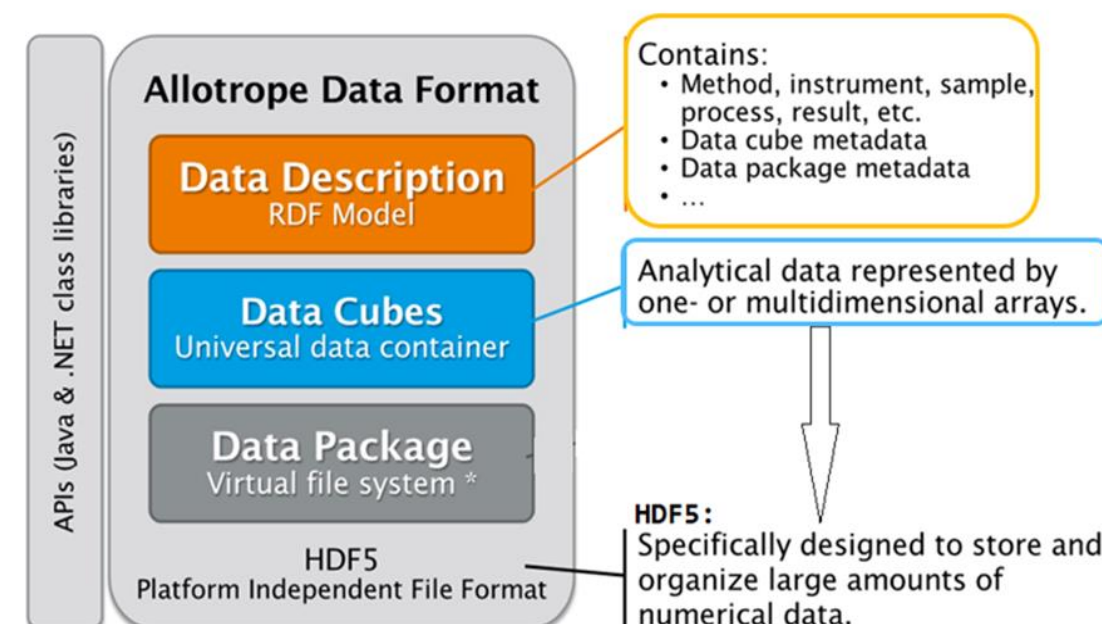 APIs (Java & .NET class libraries)
Allotrope Data Format
Data Description
RDF Model
Data Cubes
Universal data container
Data Package
Virtual file system *
HDF5
Platform Independent File Format
Contains:
• Method, instrument, sample,
process, result, etc.
• Data cube metadata
• Data package metadata
• ...
Analytical data represented by
one- or multidimensional arrays.
HDF5:
Specifically designed to store and
organize large amounts of
numerical data.